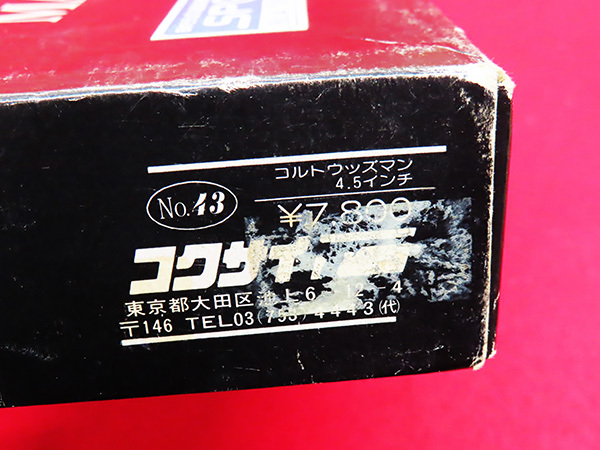 No.43
コルトウッズマン
4.5インチ
¥7,800
コクサイ
東京都大田区池上6-12-4
〒146 TEL03(753)4443(代)